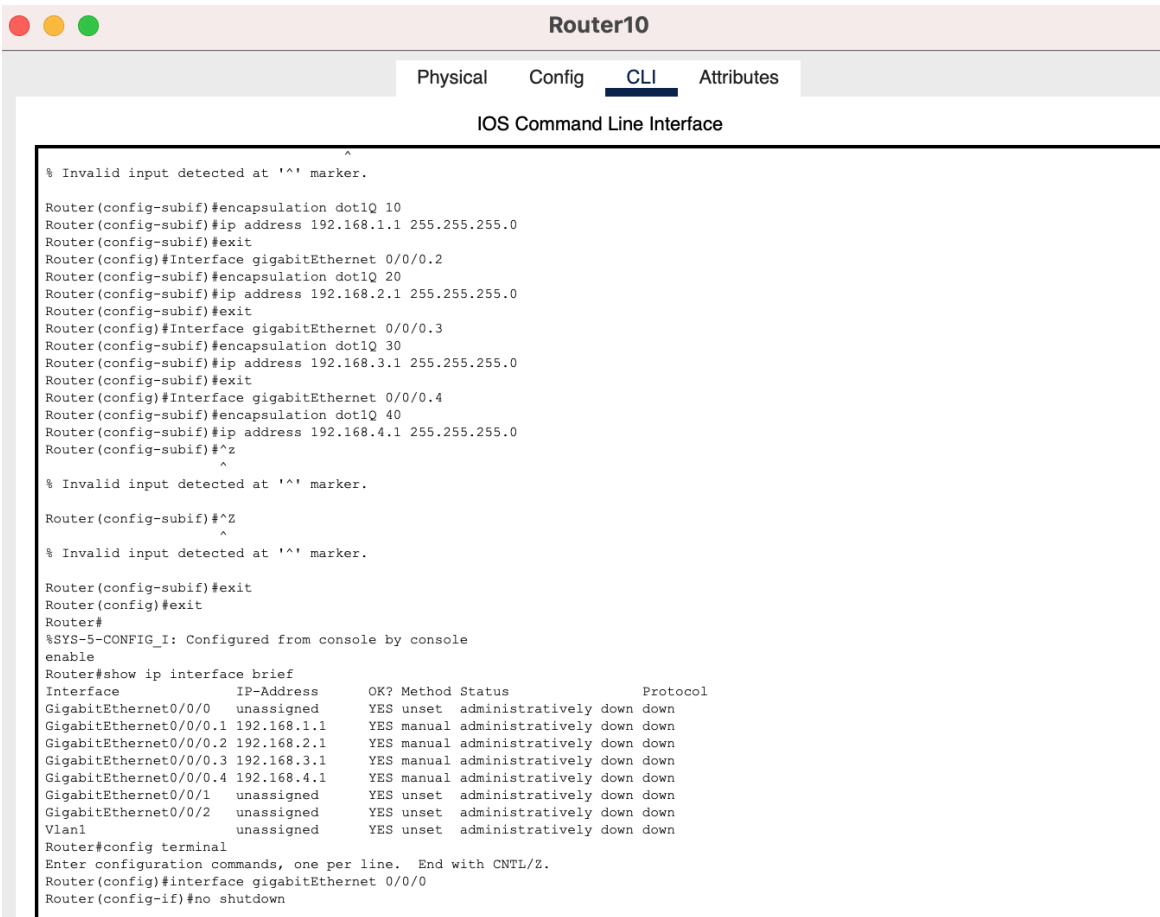 Router10
Physical Config CLI Attributes
IOS Command Line Interface
^
% Invalid input detected at '^' marker.
Router(config-subif)#encapsulation dot1Q 10
Router(config-subif)#ip address 192.168.1.1 255.255.255.0
Router(config-subif)#exit
Router(config)#Interface gigabitEthernet 0/0/0.2
Router(config-subif)#encapsulation dot1Q 20
Router(config-subif)#ip address 192.168.2.1 255.255.255.0
Router(config-subif)#exit
Router(config)#Interface gigabitEthernet 0/0/0.3
Router(config-subif)#encapsulation dot1Q 30
Router(config-subif)#ip address 192.168.3.1 255.255.255.0
Router(config-subif)#exit
Router(config)#Interface gigabitEthernet 0/0/0.4
Router(config-subif)#encapsulation dot1Q 40
Router(config-subif)#ip address 192.168.4.1 255.255.255.0
Router(config-subif)#^z
^
% Invalid input detected at '^' marker.
Router(config-subif)#^Z
^
% Invalid input detected at '^' marker.
Router(config-subif)#exit
Router(config)#exit
Router#
%SYS-5-CONFIG_I: Configured from console by console
enable
Router#show ip interface brief
Interface IP-Address OK? Method Status Protocol
GigabitEthernet0/0/0 unassigned YES unset administratively down down
GigabitEthernet0/0/0.1 192.168.1.1 YES manual administratively down down
GigabitEthernet0/0/0.2 192.168.2.1 YES manual administratively down down
GigabitEthernet0/0/0.3 192.168.3.1 YES manual administratively down down
GigabitEthernet0/0/0.4 192.168.4.1 YES manual administratively down down
GigabitEthernet0/0/1 unassigned YES unset administratively down down
GigabitEthernet0/0/2 unassigned YES unset administratively down down
Vlan1 unassigned YES unset administratively down down
Router#config terminal
Enter configuration commands, one per line. End with CNTL/Z.
Router(config)#interface gigabitEthernet 0/0/0
Router(config-if)#no shutdown